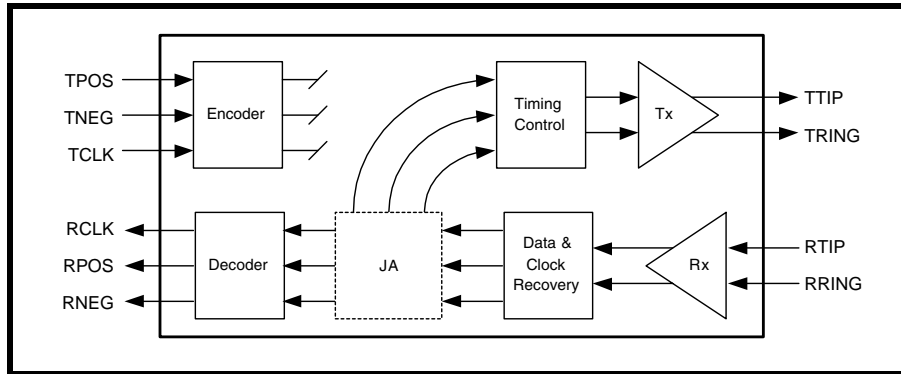 TPOS
TNEG
TCLK
Encoder
Timing
Control
Tx
TTIP
TRING
RCLK
RPOS
RNEG
Decoder
JA
Data &
Clock
Recovery
Rx
RTIP
RRING